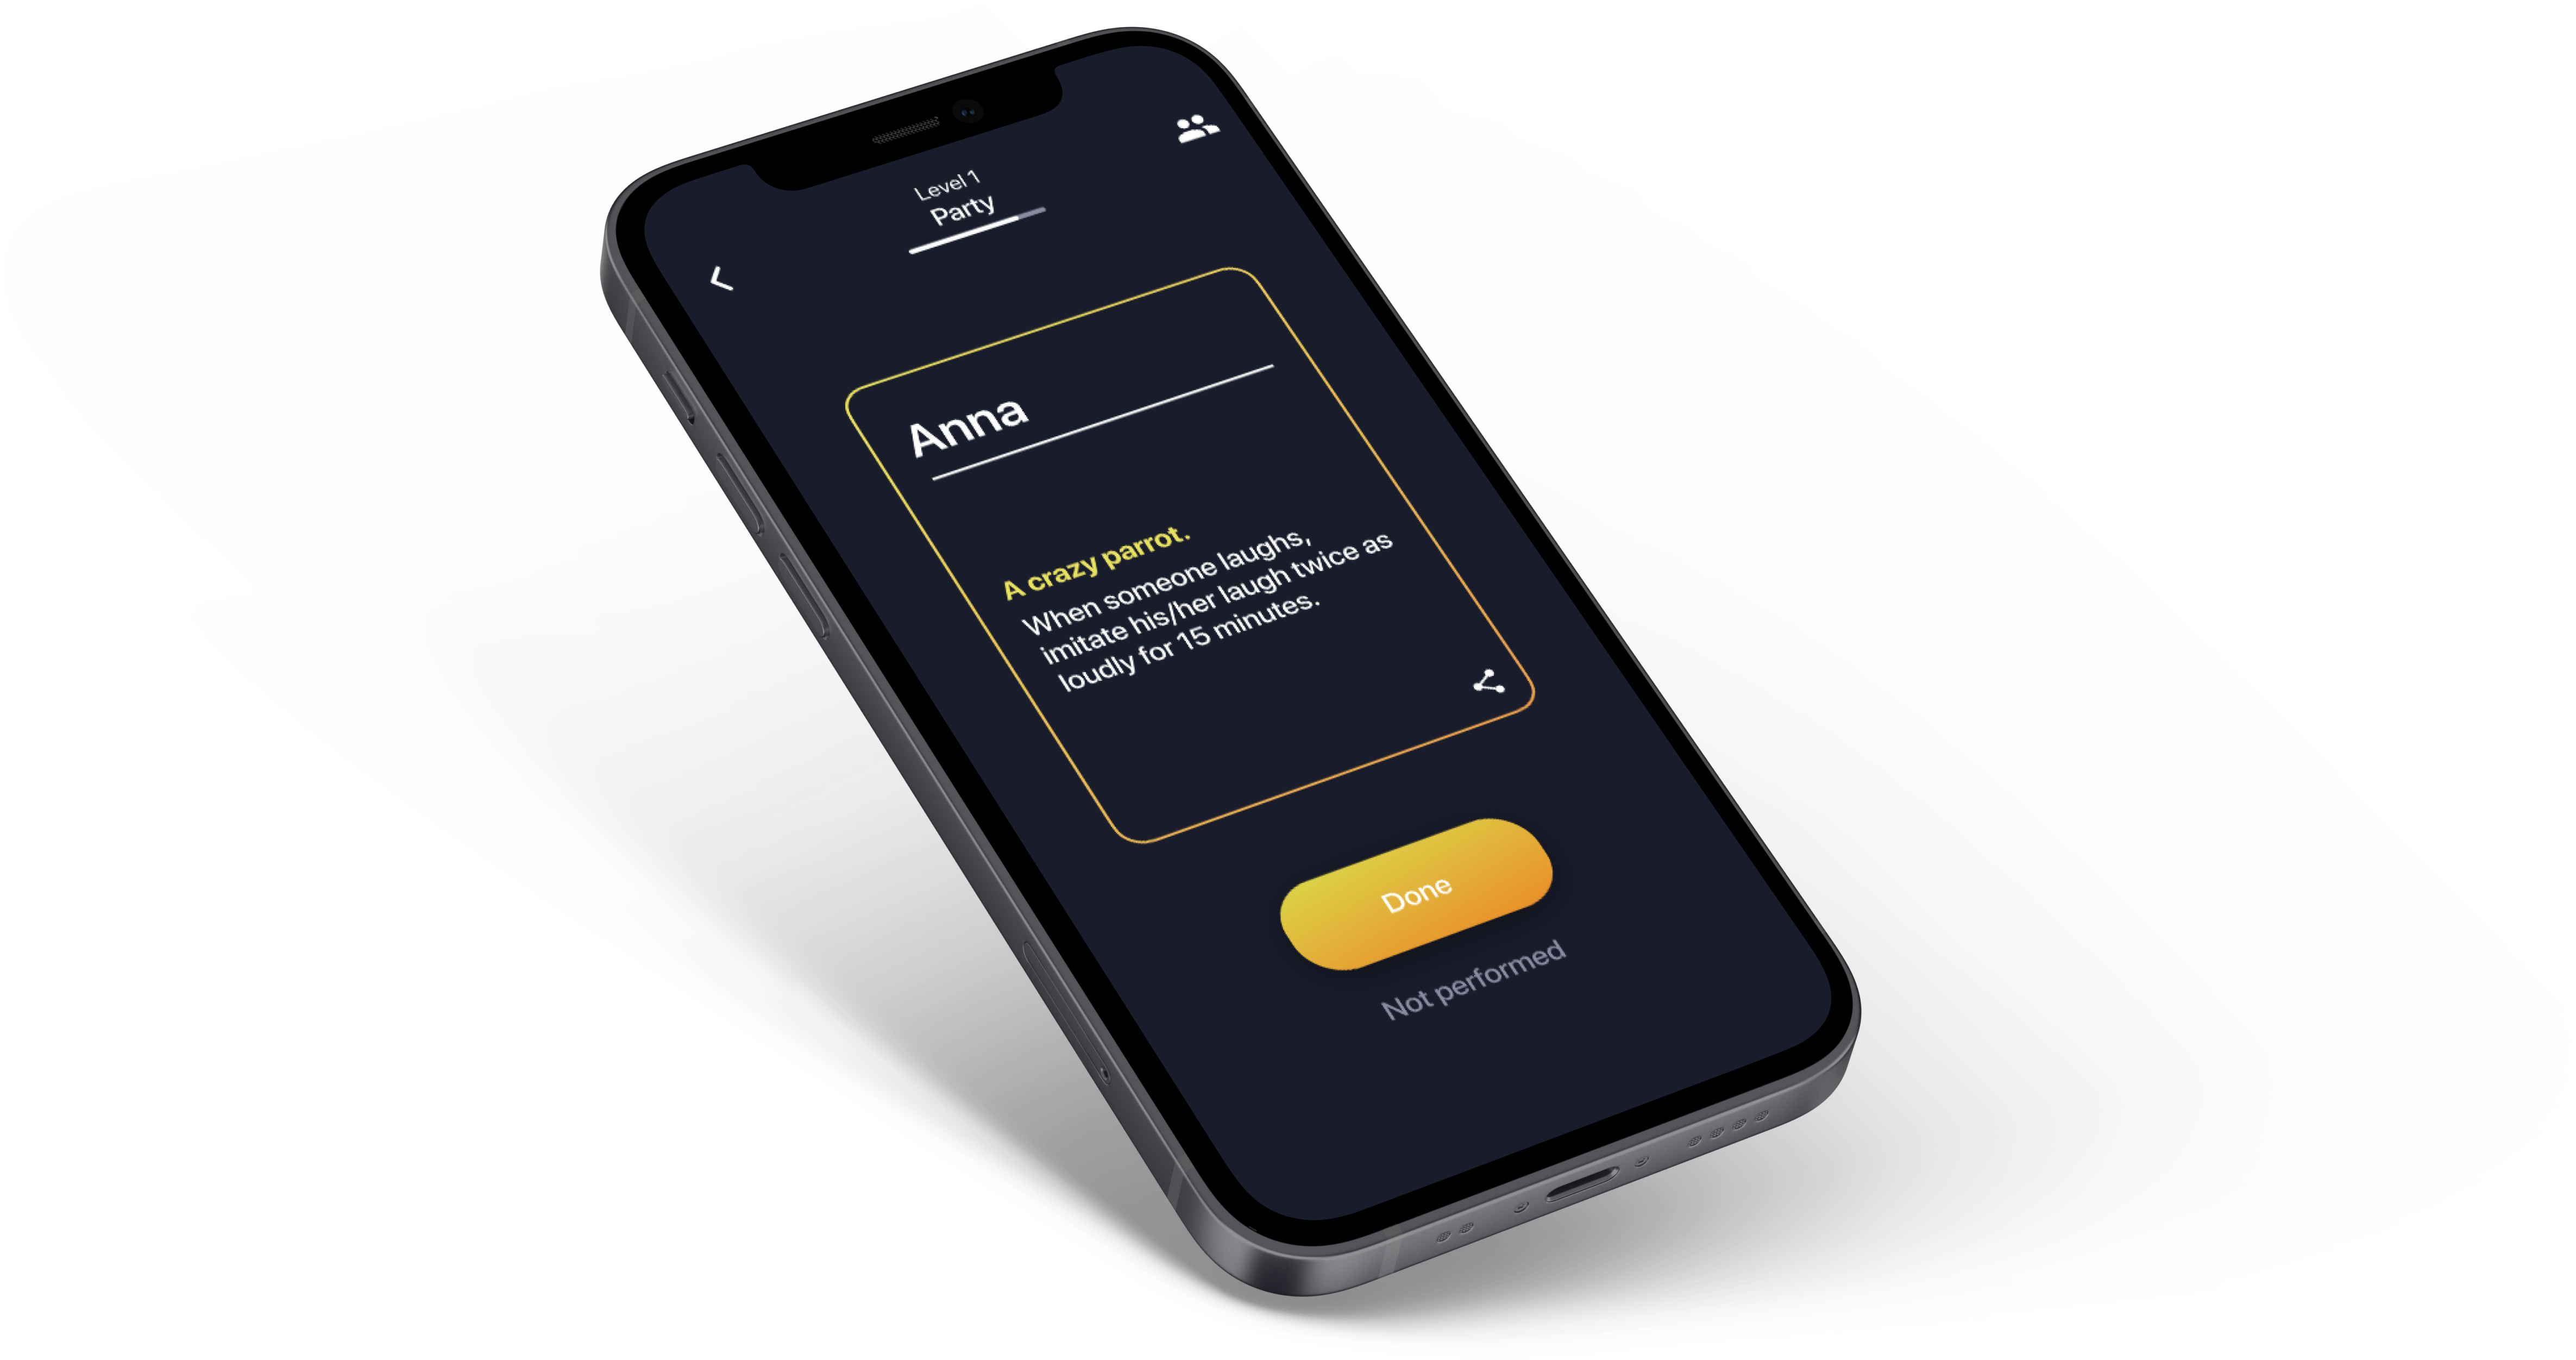 Level 1
Party
Anna
A crazy parrot.
When someone laughs,
imitate his/her laugh twice as
loudly for 15 minutes.
Done
Not performed